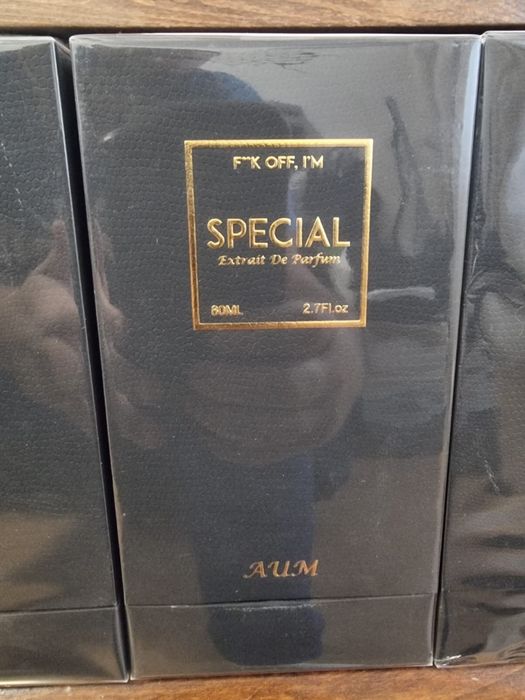 F**K OFF, I'M
SPECIAL
Extrait De Parfum
80ML 2.7Fl.oz
AUM